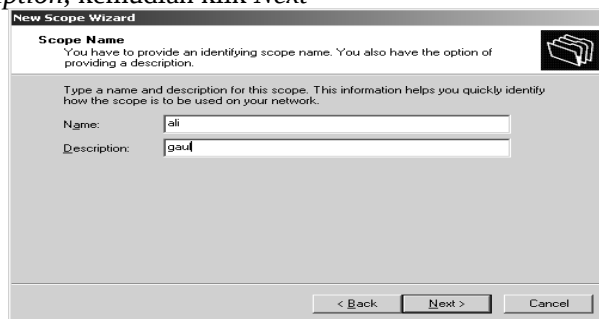 ption, kemudian klik Next
New Scope Wizard
Scope Name
You have to provide an identifying scope name. You also have the option of
providing a description.
Type a name and description for this scope. This information helps you quickly identify
how the scope is to be used on your network.
Name: ali
Description: gaul
< Back Next > Cancel